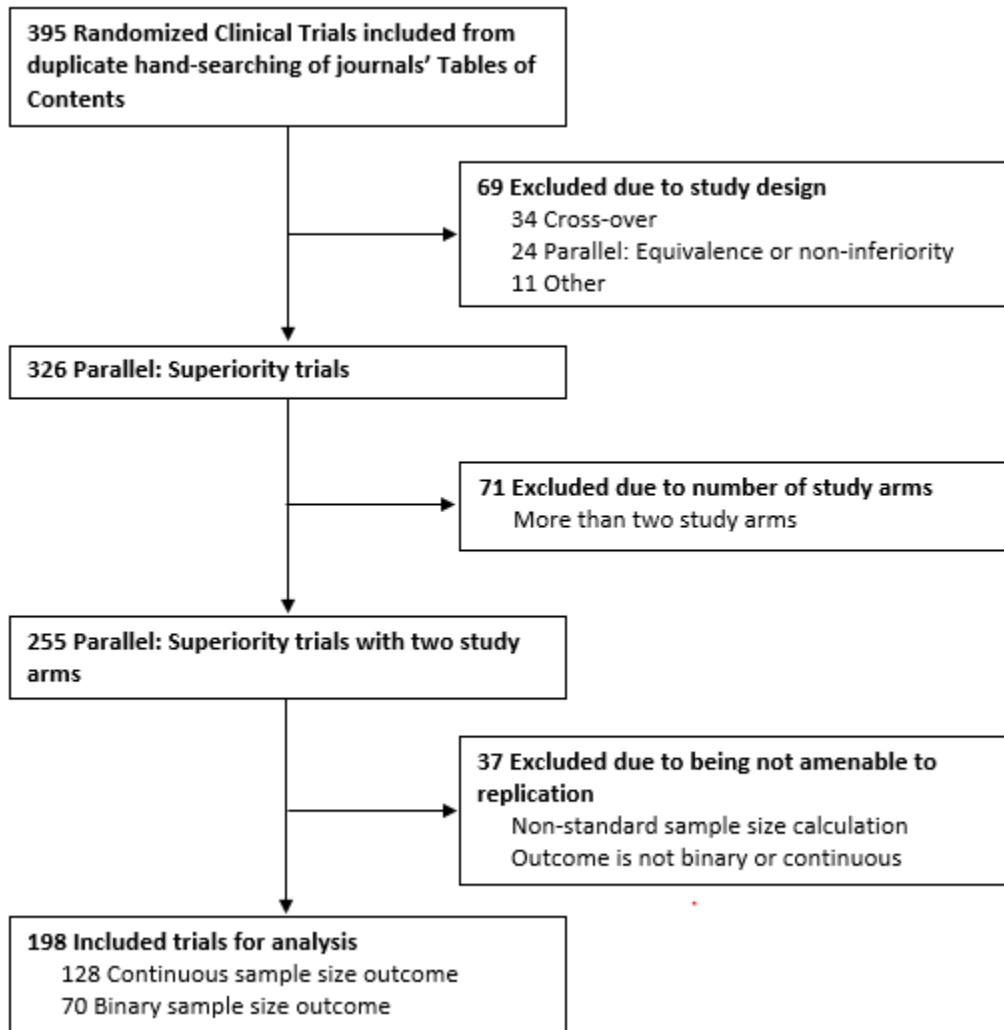 395 Randomized Clinical Trials included from
duplicate hand-searching of journals' Tables of
Contents
69 Excluded due to study design
34 Cross-over
24 Parallel: Equivalence or non-inferiority
11 Other
326 Parallel: Superiority trials
71 Excluded due to number of study arms
More than two study arms
255 Parallel: Superiority trials with two study
arms
37 Excluded due to being not amenable to
replication
Non-standard sample size calculation
Outcome is not binary or continuous
198 Included trials for analysis
128 Continuous sample size outcome
70 Binary sample size outcome